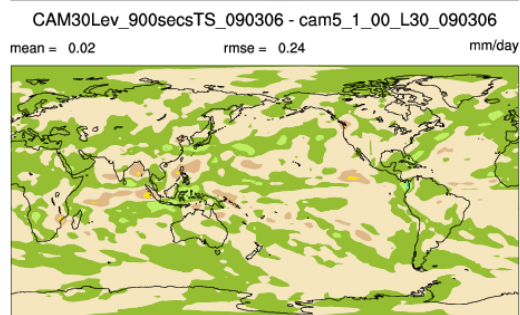 CAM30Lev_900secsTS_090306 - cam5_1_00_L30_090306
mean = 0.02 rmse = 0.24 mm/day